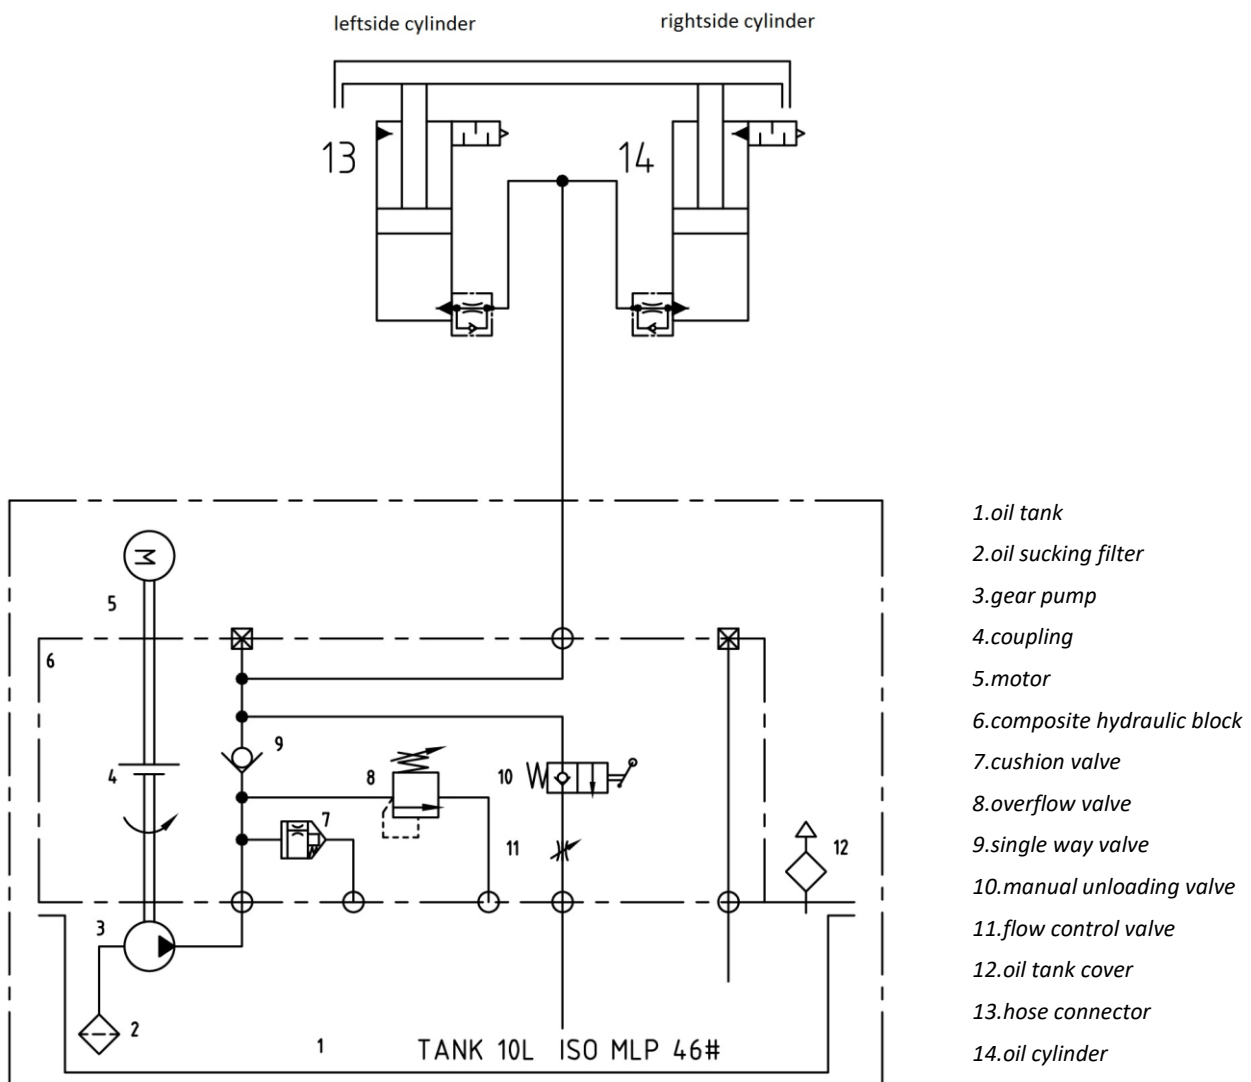 leftside cylinder
rightside cylinder
13
14
M
5
6
9
4
8
10
7
11
12
3
2
1
TANK 10L ISO MLP 46#
1.oil tank
2.oil sucking filter
3.gear pump
4.coupling
5.motor
6.composite hydraulic block
7.cushion valve
8.overflow valve
9.single way valve
10.manual unloading valve
11.flow control valve
12.oil tank cover
13.hose connector
14.oil cylinder